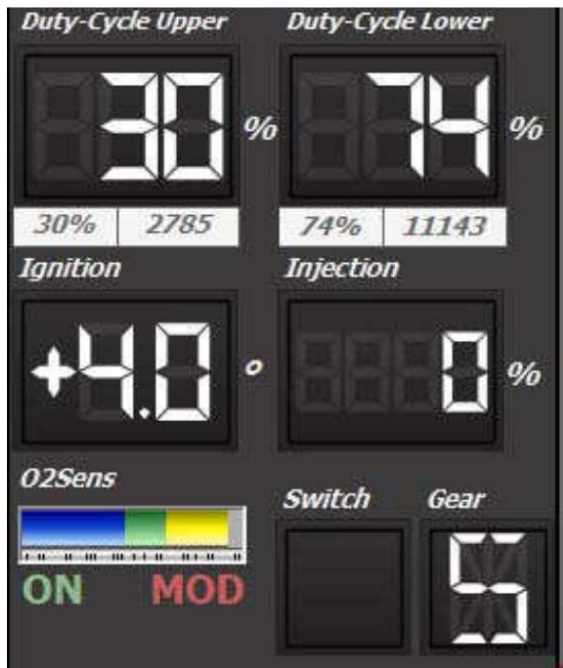 Duty-Cycle Upper Duty-Cycle Lower
30 % 74 %
30% 2785 74% 11143
Ignition Injection
+4.0 ° 0 %
O2Sens
Switch Gear
ON MOD
5